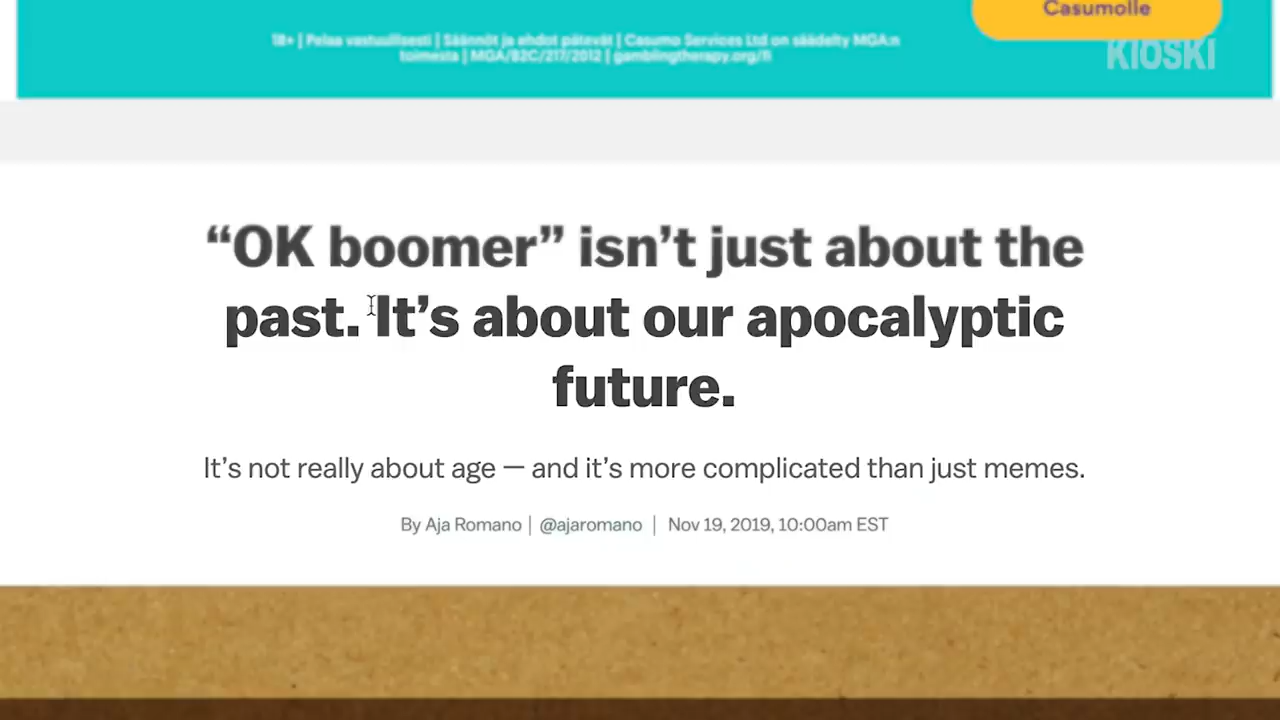 Casumolle
18+ | Pelaa vastuullisesti | Säännöt ja ehdot pätevät | Casumo Services Ltd on säädelty MGA:n
toimesta | MGA/B2C/217/2012 | gamblingtherapy.org/fi
KIOSKI
“OK boomer” isn’t just about the
past. It’s about our apocalyptic
future.
It’s not really about age — and it’s more complicated than just memes.
By Aja Romano | @ajaromano | Nov 19, 2019, 10:00am EST